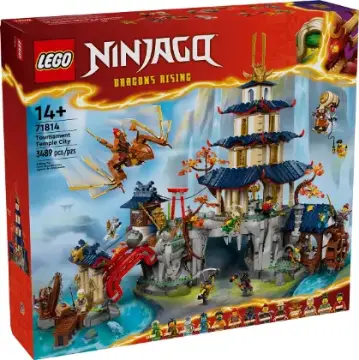 LEGO
NINJAGO
DRAGONS RISING
14+
71814
Tournament
Temple City
3489 pcs/pzs